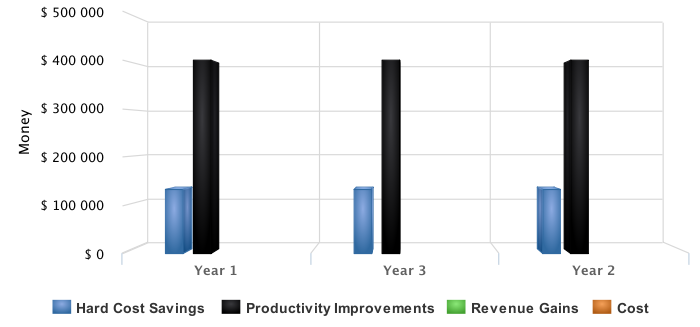 $ 500 000
$ 400 000
$ 300 000
$ 200 000
$ 100 000
$ 0
Money
Year 1 Year 3 Year 2
Hard Cost Savings Productivity Improvements Revenue Gains Cost